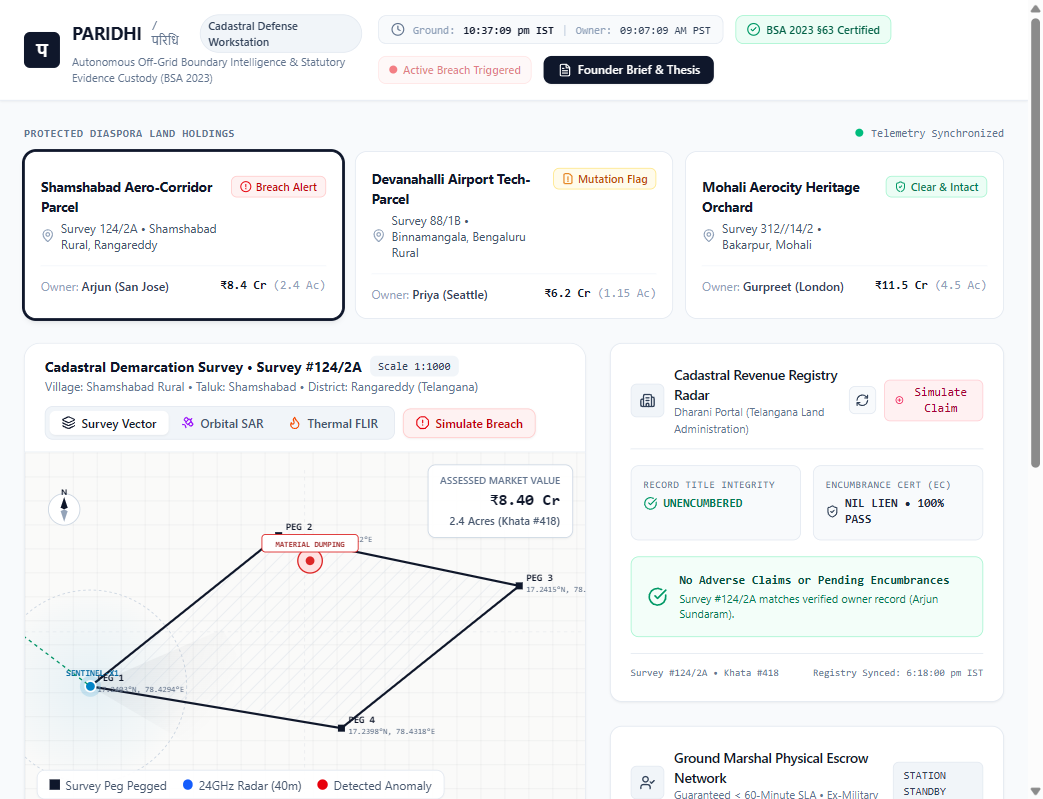 प
PARIDHI
/
परिधि
Cadastral Defense
Workstation
Autonomous Off-Grid Boundary Intelligence & Statutory
Evidence Custody (BSA 2023)
Ground: 10:37:09 pm IST | Owner: 09:07:09 AM PST
BSA 2023 §63 Certified
Active Breach Triggered
Founder Brief & Thesis
PROTECTED DIASPORA LAND HOLDINGS
Telemetry Synchronized
Shamshabad Aero-Corridor
Parcel
Breach Alert
Survey 124/2A • Shamshabad
Rural, Rangareddy
Owner: Arjun (San Jose)
₹8.4 Cr (2.4 Ac)
Devanahalli Airport Tech-
Parcel
Mutation Flag
Survey 88/1B •
Binnamangala, Bengaluru
Rural
Owner: Priya (Seattle)
₹6.2 Cr (1.15 Ac)
Mohali Aerocity Heritage
Orchard
Clear & Intact
Survey 312//14/2 •
Bakarpur, Mohali
Owner: Gurpreet (London)
₹11.5 Cr (4.5 Ac)
Cadastral Demarcation Survey • Survey #124/2A
Scale 1:1000
Village: Shamshabad Rural • Taluk: Shamshabad • District: Rangareddy (Telangana)
Survey Vector
Orbital SAR
Thermal FLIR
Simulate Breach
N
ASSESSED MARKET VALUE
₹8.40 Cr
2.4 Acres (Khata #418)
PEG 2
MATERIAL DUMPING
2°E
PEG 3
17.2415°N, 78.
SENTINEL
PEG 1
78.4294°E
PEG 4
17.2398°N, 78.4318°E
Survey Peg Pegged
24GHz Radar (40m)
Detected Anomaly
Cadastral Revenue Registry
Radar
Dharani Portal (Telangana Land
Administration)
Simulate
Claim
RECORD TITLE INTEGRITY
UNENCUMBERED
ENCUMBRANCE CERT (EC)
NIL LIEN • 100%
PASS
No Adverse Claims or Pending Encumbrances
Survey #124/2A matches verified owner record (Arjun
Sundaram).
Survey #124/2A • Khata #418
Registry Synced: 6:18:00 pm IST
Ground Marshal Physical Escrow
Network
Guaranteed < 60-Minute SLA • Ex-Military
STATION
STANDBY